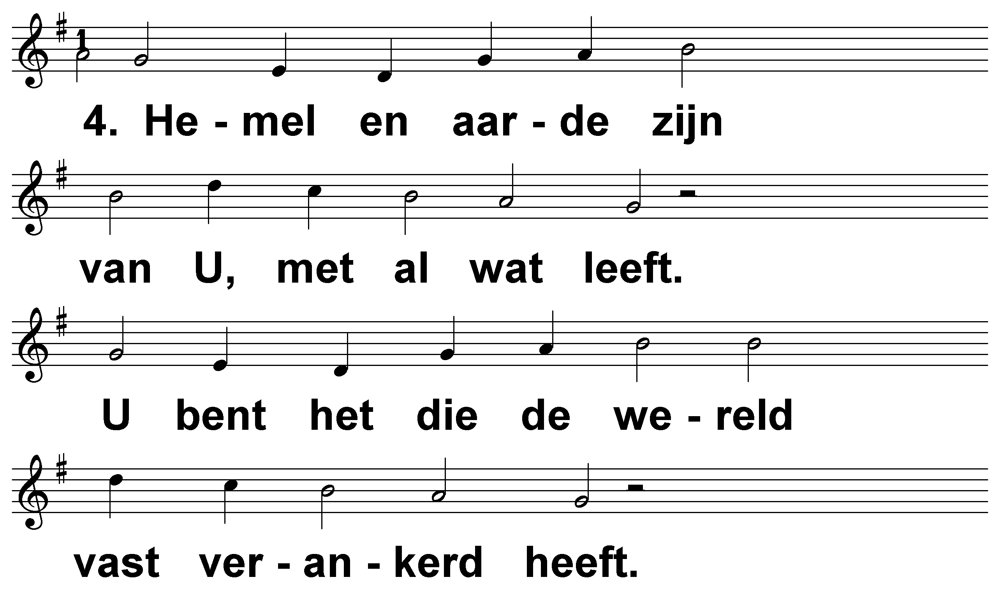 1
4. He - mel en aar - de zijn
van U, met al wat leeft.
U bent het die de we - reld
vast ver - an - kerd heeft.